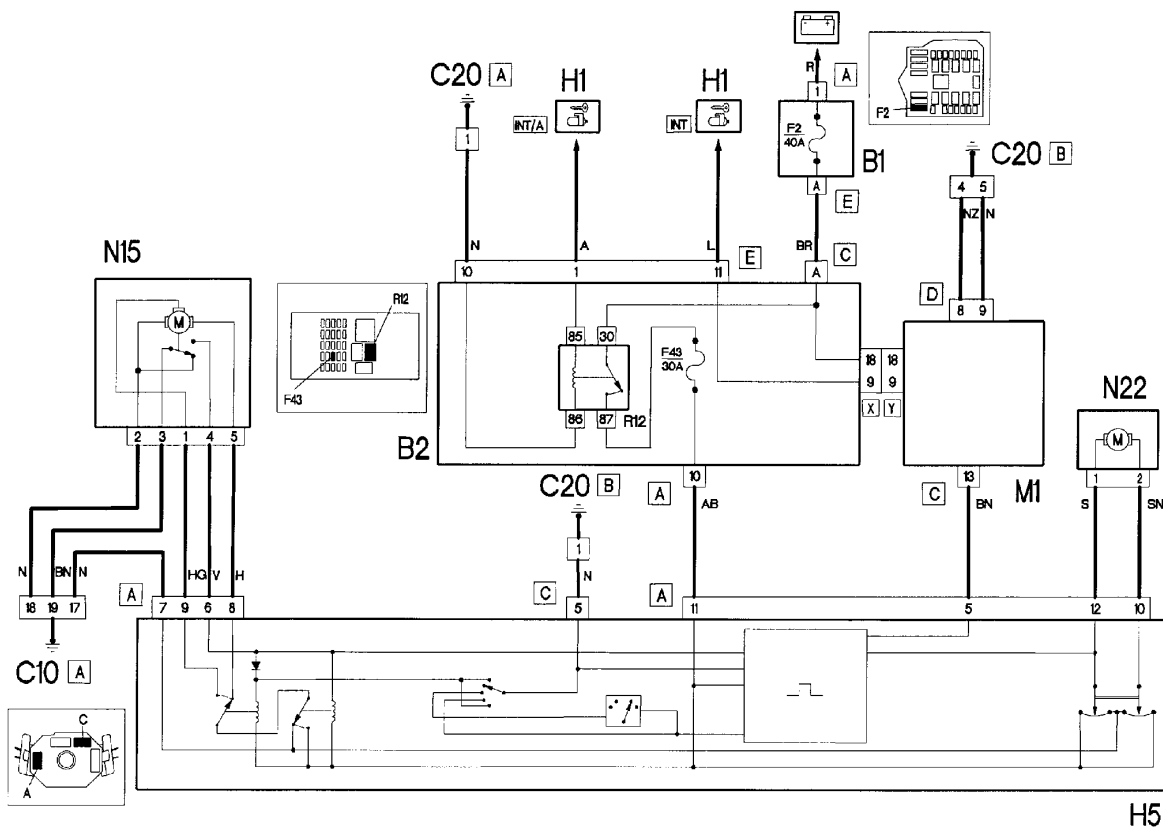 C20 A
H1
H1
R
A
INT/A
INT
1
1
F2
40A
B1
F2
C20 B
A
E
4 5
NZ N
N15
N
A
L
E
BR
C
10
1
11
A
D
8 9
M
R12
F43
85 30
F43
30A
18 18
9 9
X Y
86 87
R12
B2
N22
M
2 3 1 4 5
C20 B
A
10
C
13
M1
1 2
AB
BN
S
SN
1
N
N BN N
HG V H
18 19 17
A
7 9 6 8
C
5
A
11
5
12 10
C10 A
C
A
H5